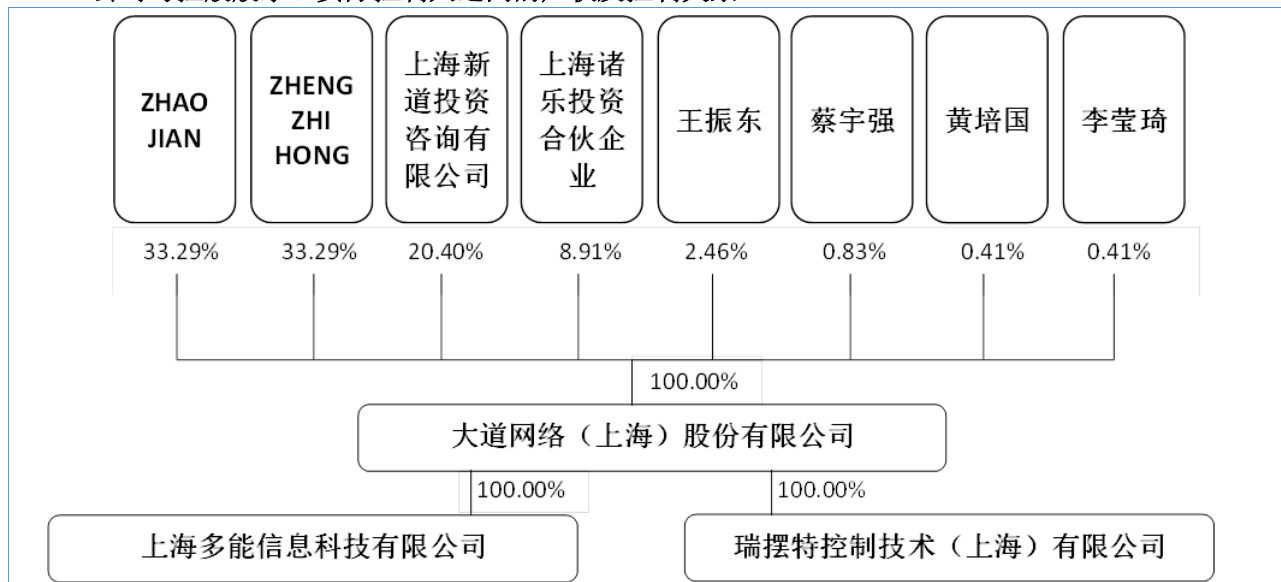 ZHAO
JIAN
ZHENG
ZHI
HONG
上海新
道投资
咨询有
限公司
上海诸
乐投资
合伙企
业
王振东
蔡宇强
黄培国
李莹琦
33.29%
33.29%
20.40%
8.91%
2.46%
0.83%
0.41%
0.41%
100.00%
大道网络（上海）股份有限公司
100.00%
100.00%
上海多能信息科技有限公司
瑞摆特控制技术（上海）有限公司